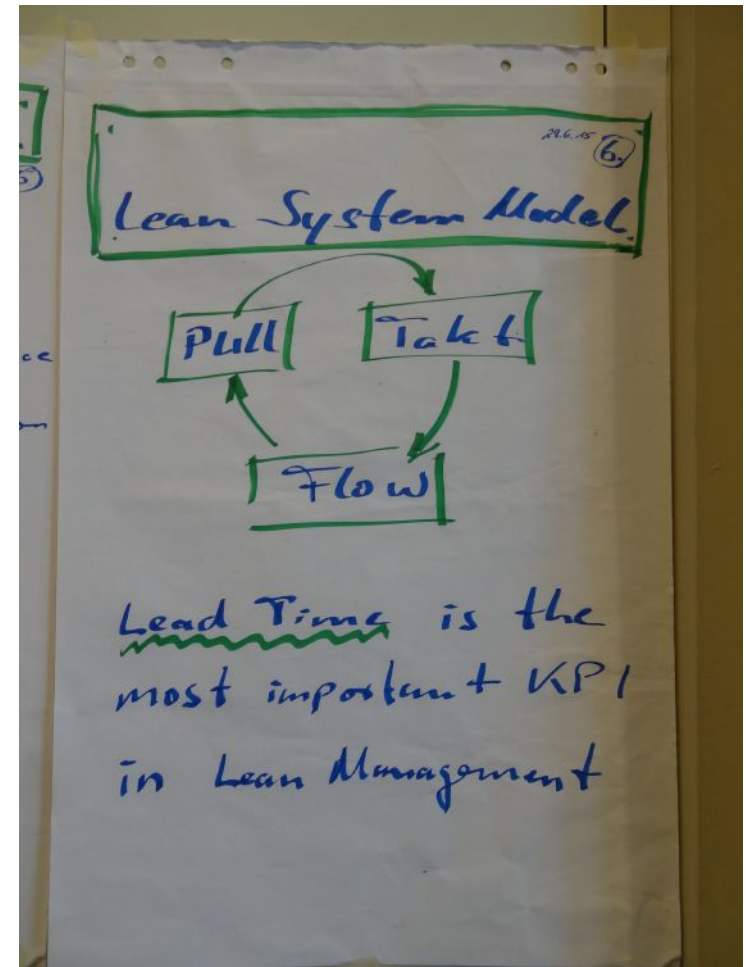 29.6.15 6.
Lean System Model
Pull Takt
Flow
Lead Time is the
most important KPI
in Lean Management